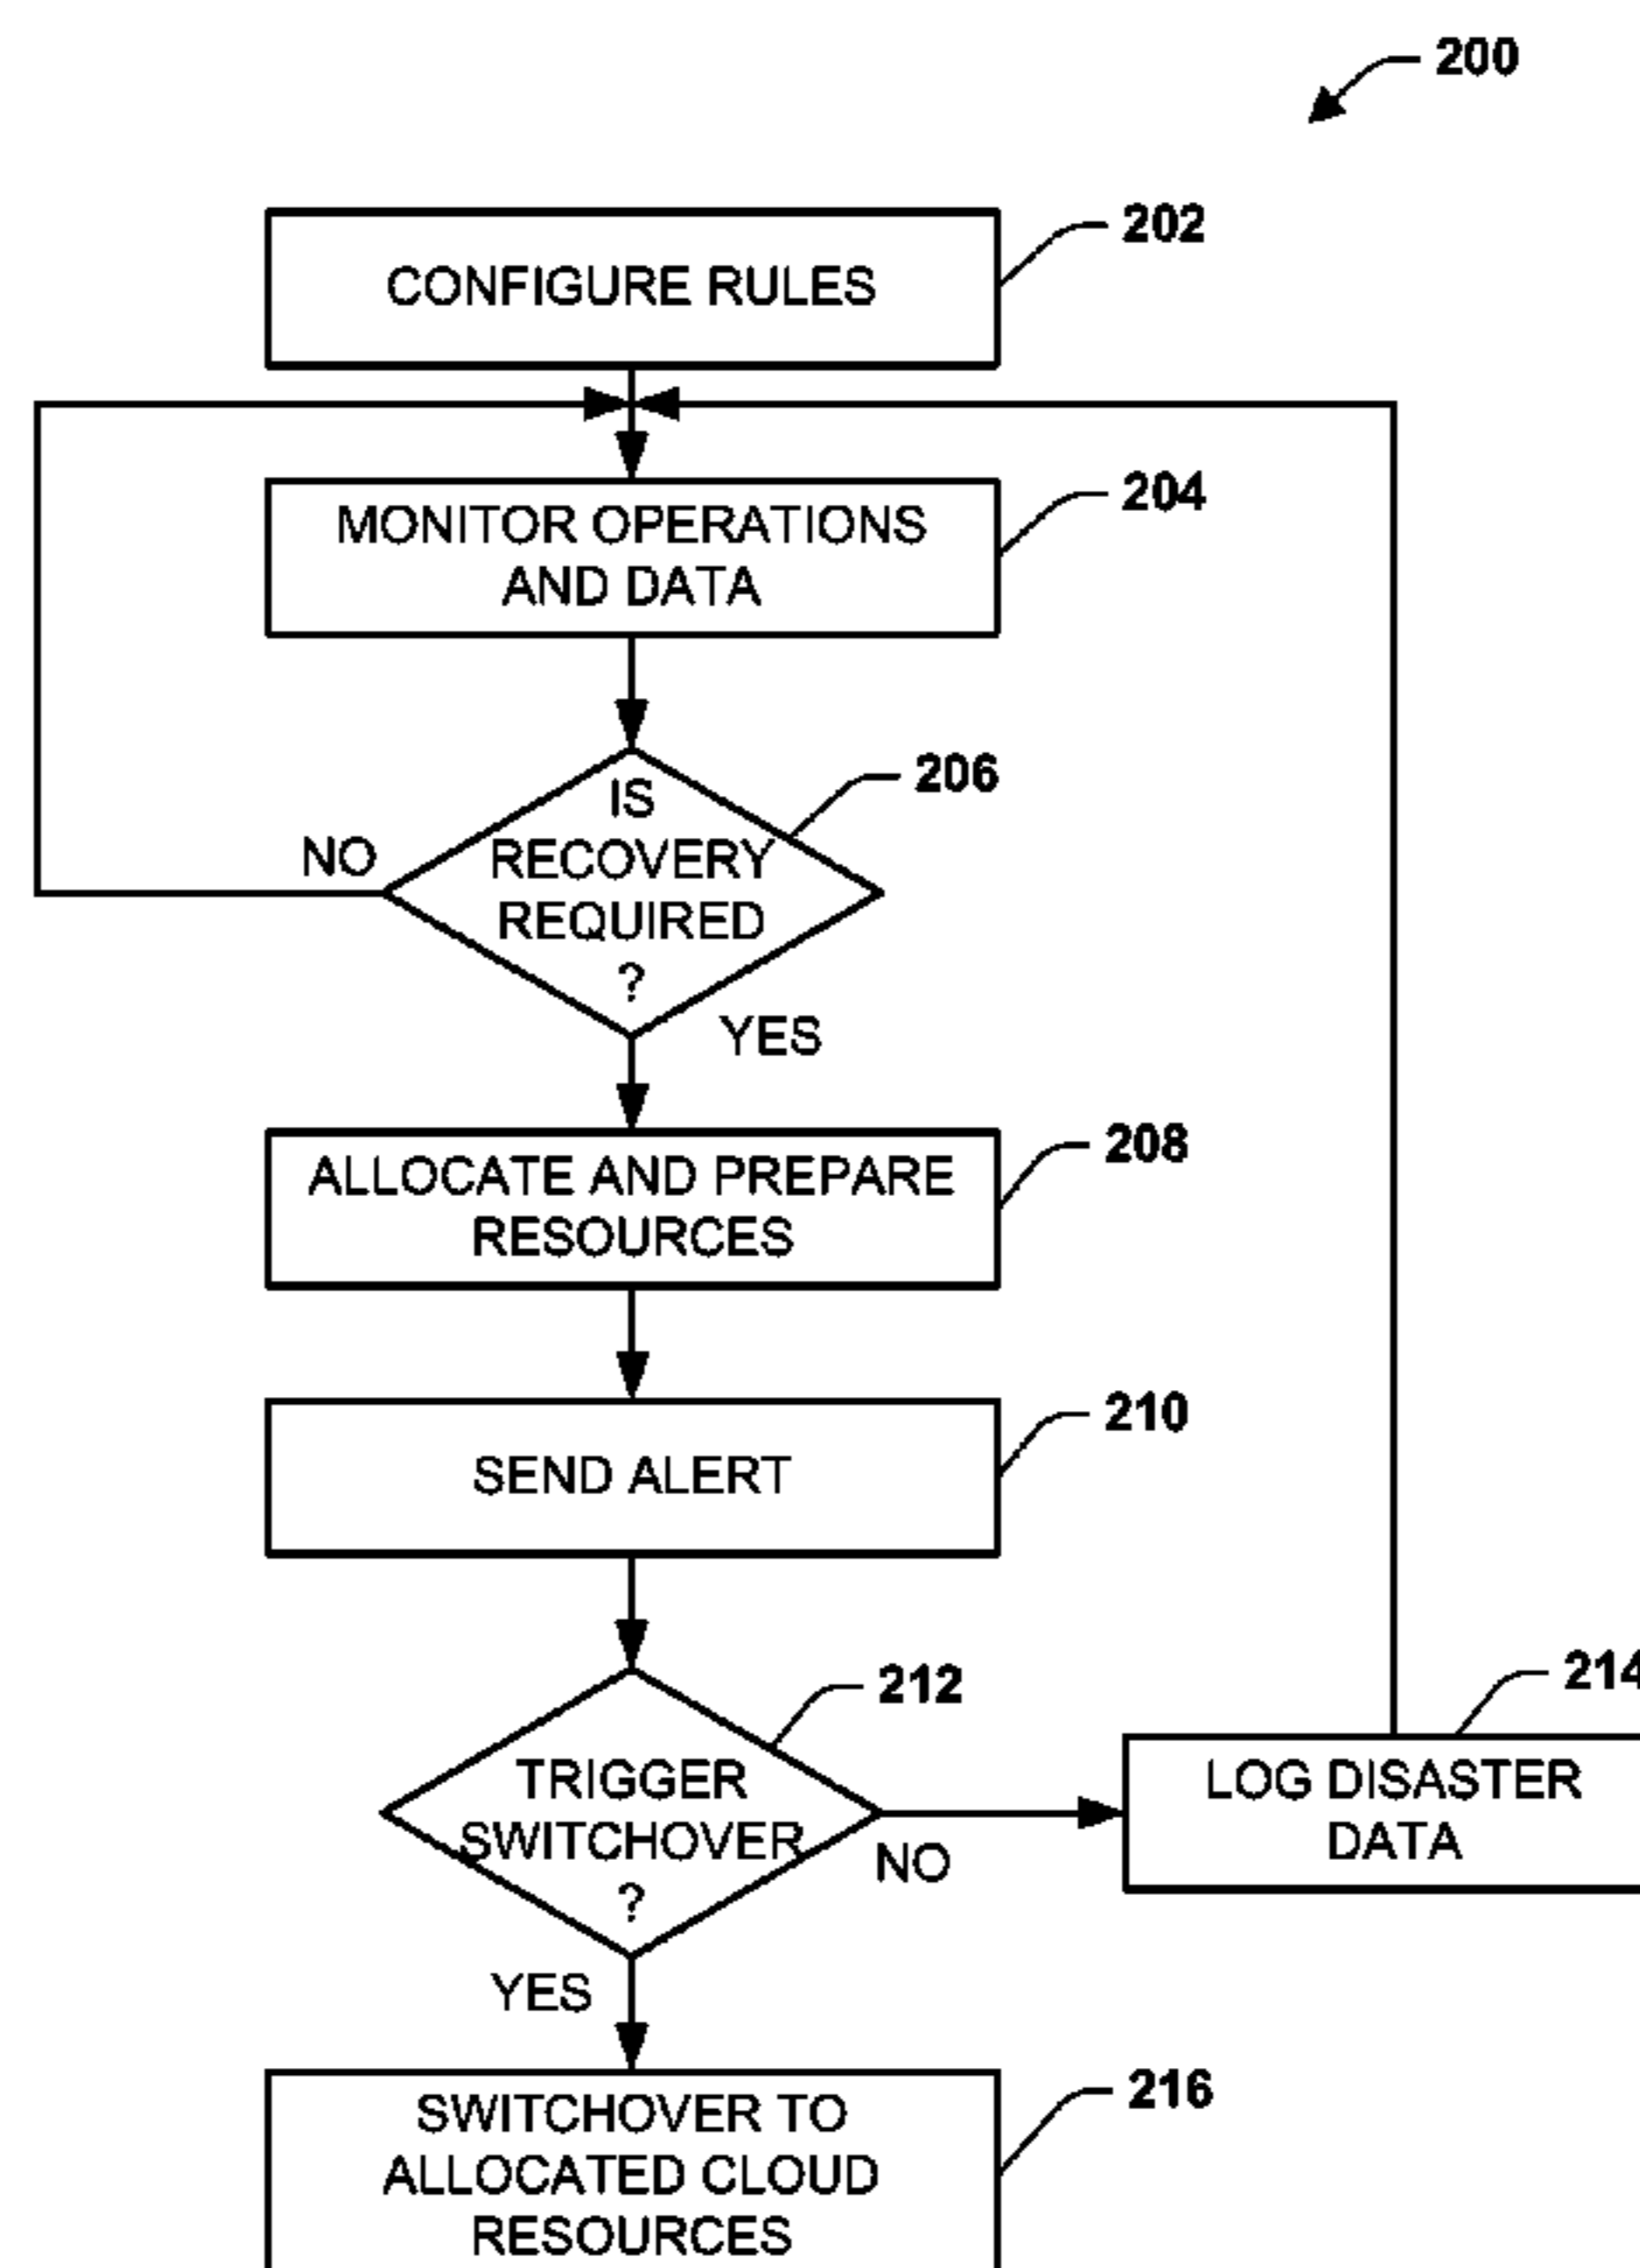 200
CONFIGURE RULES
202
MONITOR OPERATIONS
AND DATA
204
IS
RECOVERY
REQUIRED
?
206
NO
YES
ALLOCATE AND PREPARE
RESOURCES
208
SEND ALERT
210
TRIGGER
SWITCHOVER
?
212
NO
LOG DISASTER
DATA
214
YES
SWITCHOVER TO
ALLOCATED CLOUD
RESOURCES
216